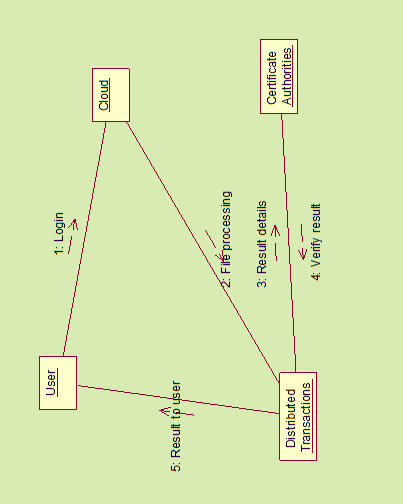 Cloud
Certificate
Authorities
1: Login
2: File processing
3: Result details
4: Verify result
User
5: Result to user
Distributed
Transactions